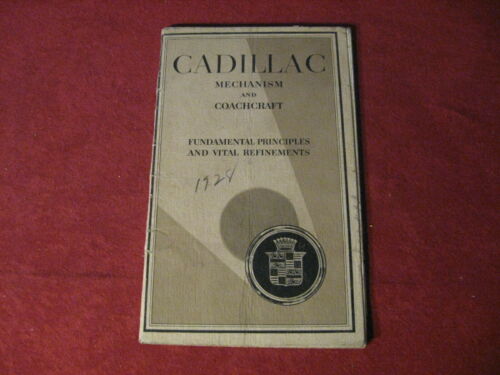 CADILLAC
MECHANISM
AND
COACHCRAFT
FUNDAMENTAL PRINCIPLES
AND VITAL REFINEMENTS
1928